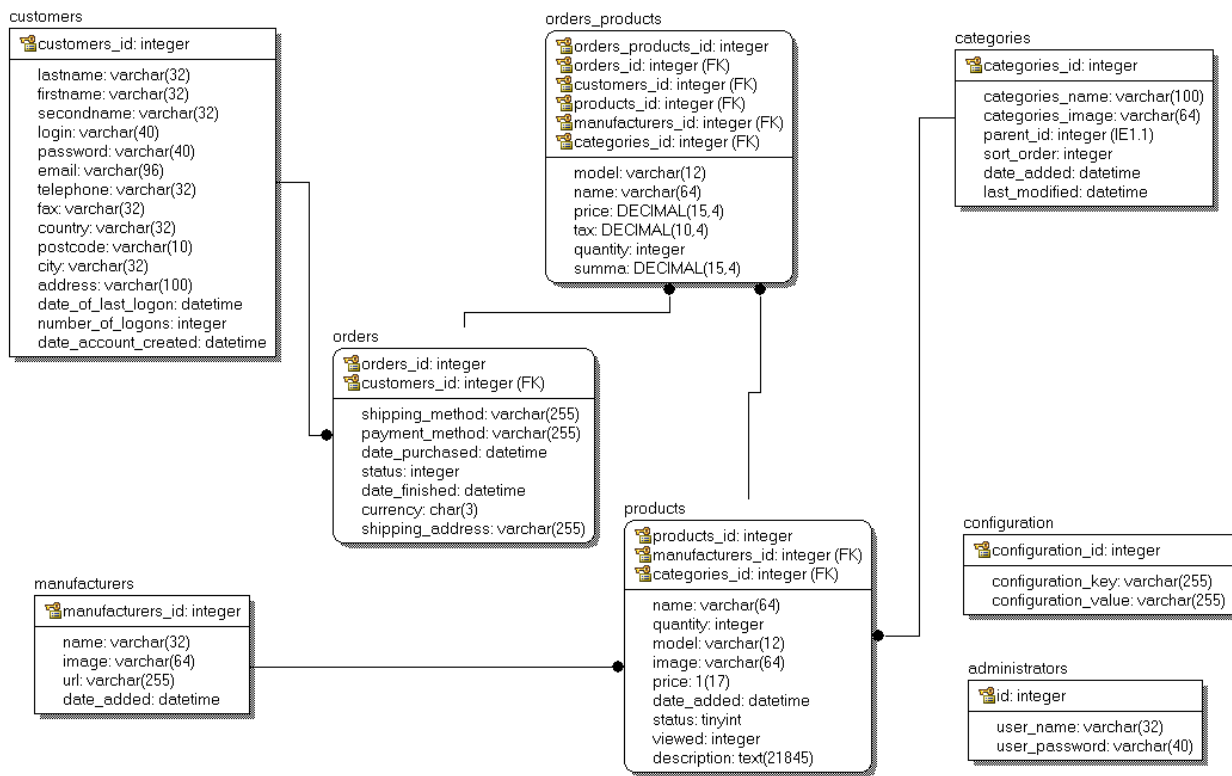 customers
customers_id: integer
lastname: varchar(32)
firstname: varchar(32)
secondname: varchar(32)
login: varchar(40)
password: varchar(40)
email: varchar(96)
telephone: varchar(32)
fax: varchar(32)
country: varchar(32)
postcode: varchar(10)
city: varchar(32)
address: varchar(100)
date_of_last_logon: datetime
number_of_logons: integer
date_account_created: datetime
orders_products
orders_products_id: integer
orders_id: integer (FK)
customers_id: integer (FK)
products_id: integer (FK)
manufacturers_id: integer (FK)
categories_id: integer (FK)
model: varchar(12)
name: varchar(64)
price: DECIMAL(15,4)
tax: DECIMAL(10,4)
quantity: integer
summa: DECIMAL(15,4)
categories
categories_id: integer
categories_name: varchar(100)
categories_image: varchar(64)
parent_id: integer (IE1.1)
sort_order: integer
date_added: datetime
last_modified: datetime
orders
orders_id: integer
customers_id: integer (FK)
shipping_method: varchar(255)
payment_method: varchar(255)
date_purchased: datetime
status: integer
date_finished: datetime
currency: char(3)
shipping_address: varchar(255)
products
products_id: integer
manufacturers_id: integer (FK)
categories_id: integer (FK)
name: varchar(64)
quantity: integer
model: varchar(12)
image: varchar(64)
price: 1(17)
date_added: datetime
status: tinyint
viewed: integer
description: text(21845)
configuration
configuration_id: integer
configuration_key: varchar(255)
configuration_value: varchar(255)
manufacturers
manufacturers_id: integer
name: varchar(32)
image: varchar(64)
url: varchar(255)
date_added: datetime
administrators
id: integer
user_name: varchar(32)
user_password: varchar(40)